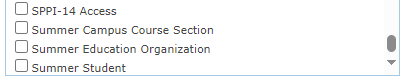 SPPI-14 Access
Summer Campus Course Section
Summer Education Organization
Summer Student